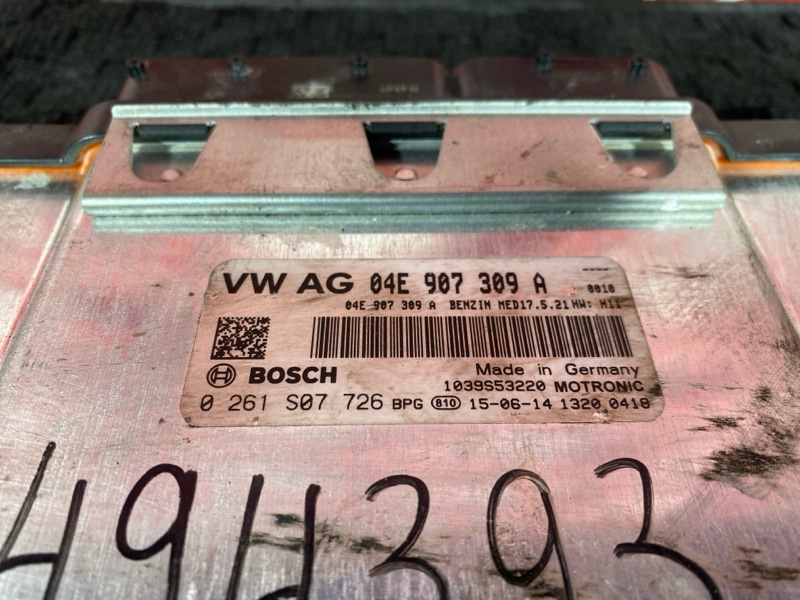 VW AG 04E 907 309 A 0010
04E 907 309 A BENZIN MED17.5.21 HW: H11
Made in Germany
BOSCH 1039S53220 MOTRONIC
0 261 S07 726 BPG 810 15-06-14 1320 0418
494393